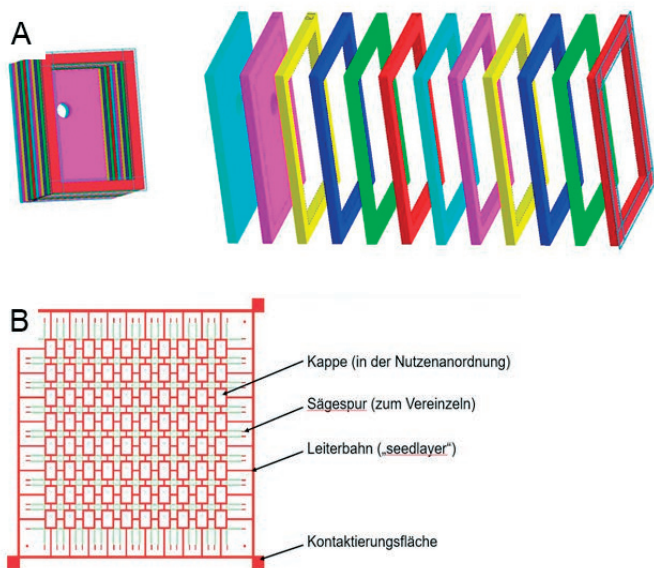 A
B
Kappe (in der Nutzenanordnung)
Sägespur (zum Vereinzeln)
Leiterbahn („seedlayer“)
Kontaktierungsfläche